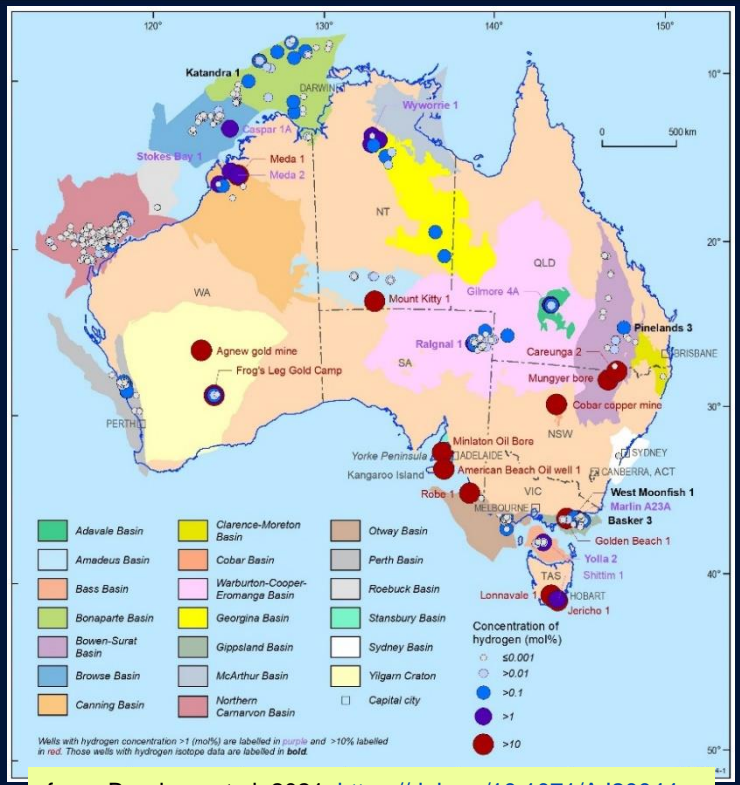 120°
130°
140°
150°
10°
20°
30°
40°
50°
0
500 km
Katandra 1
DARWIN
Wyworrie 1
Caspar 1A
Stokes Bay 1
Meda 1
Meda 2
NT
QLD
WA
Gilmore 4A
Mount Kitty 1
Pinelands 3
Agnew gold mine
Ralgnal 1
Careunga 2
SA
BRISBANE
Frog's Leg Gold Camp
Mungyer bore
Cobar copper mine
NSW
PERTH
Minlaton Oil Bore
SYDNEY
Yorke Peninsula
ADELAIDE
CANBERRA, ACT
Kangaroo Island
American Beach Oil well 1
Robe 1
VIC
West Moonfish 1
MELBOURNE
Marlin A23A
Basker 3
Golden Beach 1
Yolla 2
Shittim 1
TAS
Lonnavale 1
HOBART
Jericho 1
Adavale Basin
Amadeus Basin
Bass Basin
Bonaparte Basin
Bowen-Surat
Basin
Browse Basin
Canning Basin
Clarence-Moreton
Basin
Cobar Basin
Warburton-Cooper-
Eromanga Basin
Georgina Basin
Gippsland Basin
McArthur Basin
Northern
Carnarvon Basin
Otway Basin
Perth Basin
Roebuck Basin
Stansbury Basin
Sydney Basin
Yilgarn Craton
Capital city
Concentration of
hydrogen (mol%)
≤0.001
>0.01
>0.1
>1
>10
Wells with hydrogen concentration >1 (mol%) are labelled in purple and >10% labelled
in red. Those wells with hydrogen isotope data are labelled in bold.